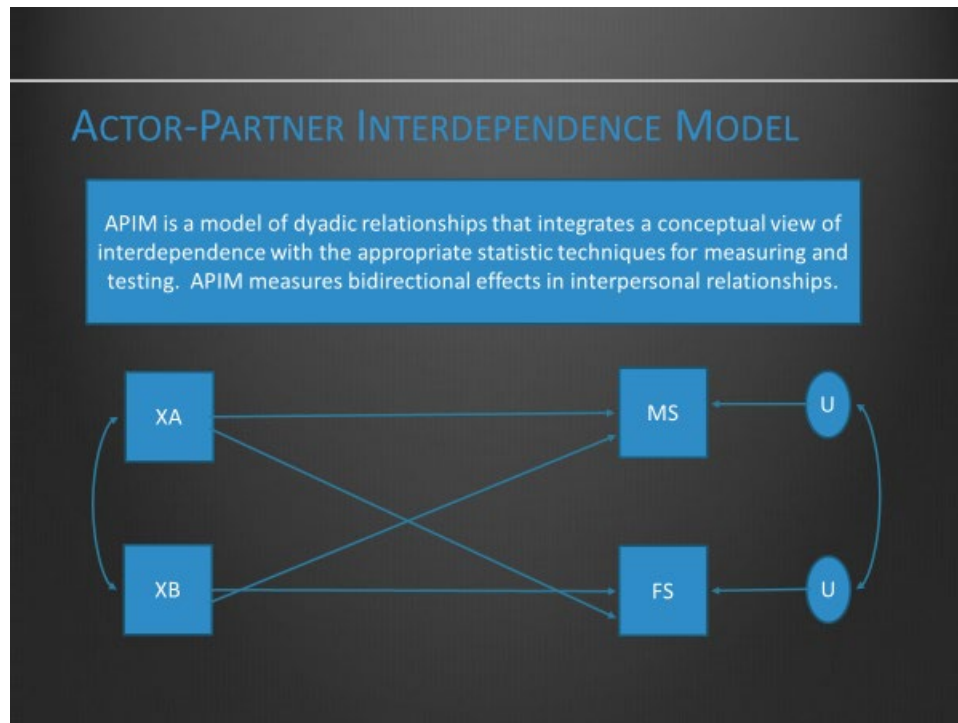 ACTOR-PARTNER INTERDEPENDENCE MODEL
APIM is a model of dyadic relationships that integrates a conceptual view of
interdependence with the appropriate statistic techniques for measuring and
testing. APIM measures bidirectional effects in interpersonal relationships.
XA
MS
U
XB
FS
U